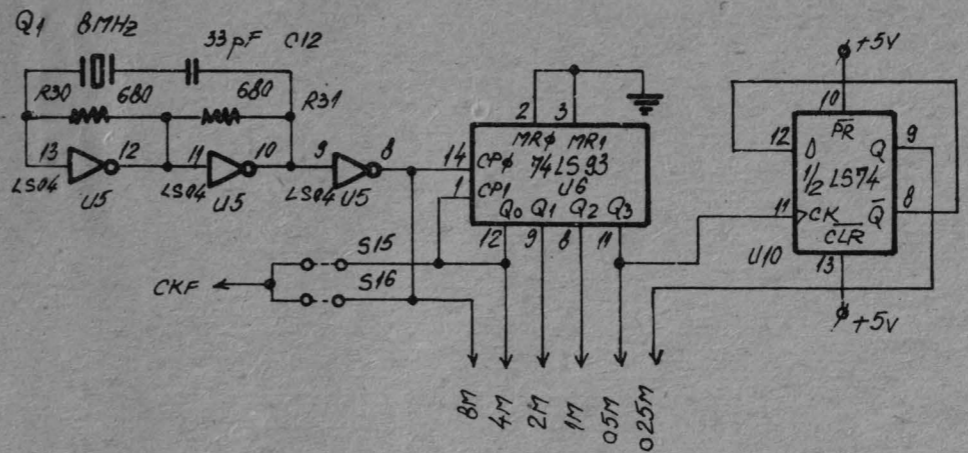 Q1 8MHz
33pF C12
R30 680 680 R31
13 12 11 10 9 8
LS04 U5 LS04 U5 LS04 U5
2 3
MRØ MR1
14 CPØ 74LS93
1 CP1 U6
Q0 Q1 Q2 Q3
12 9 8 11
S15
CKF
S16
8M
4M
2M
1M
05M
025M
+5V
10
P̅R̅
12 D Q 9
1/2 LS74
11 CK Q̅ 8
C̅L̅R̅
U10 13
+5V